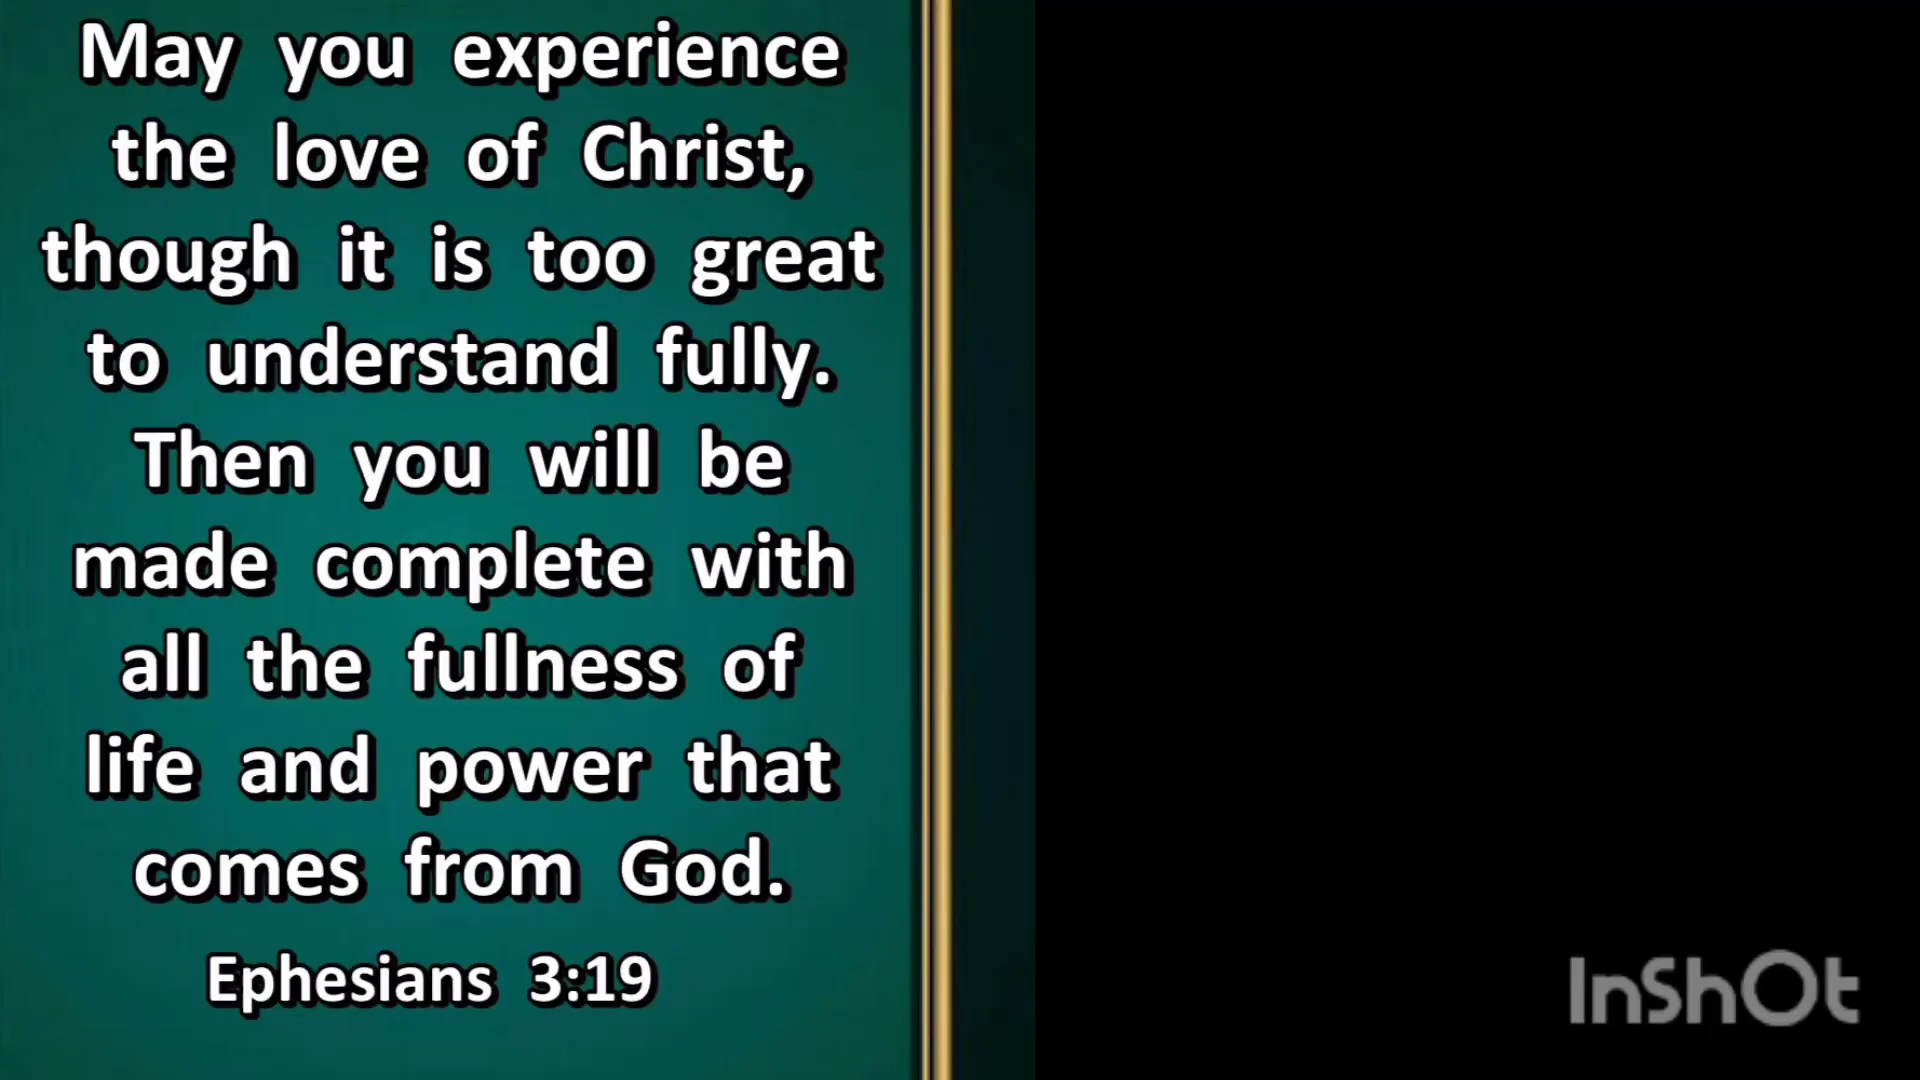 May you experience
the love of Christ,
though it is too great
to understand fully.
Then you will be
made complete with
all the fullness of
life and power that
comes from God.
Ephesians 3:19
InShOt